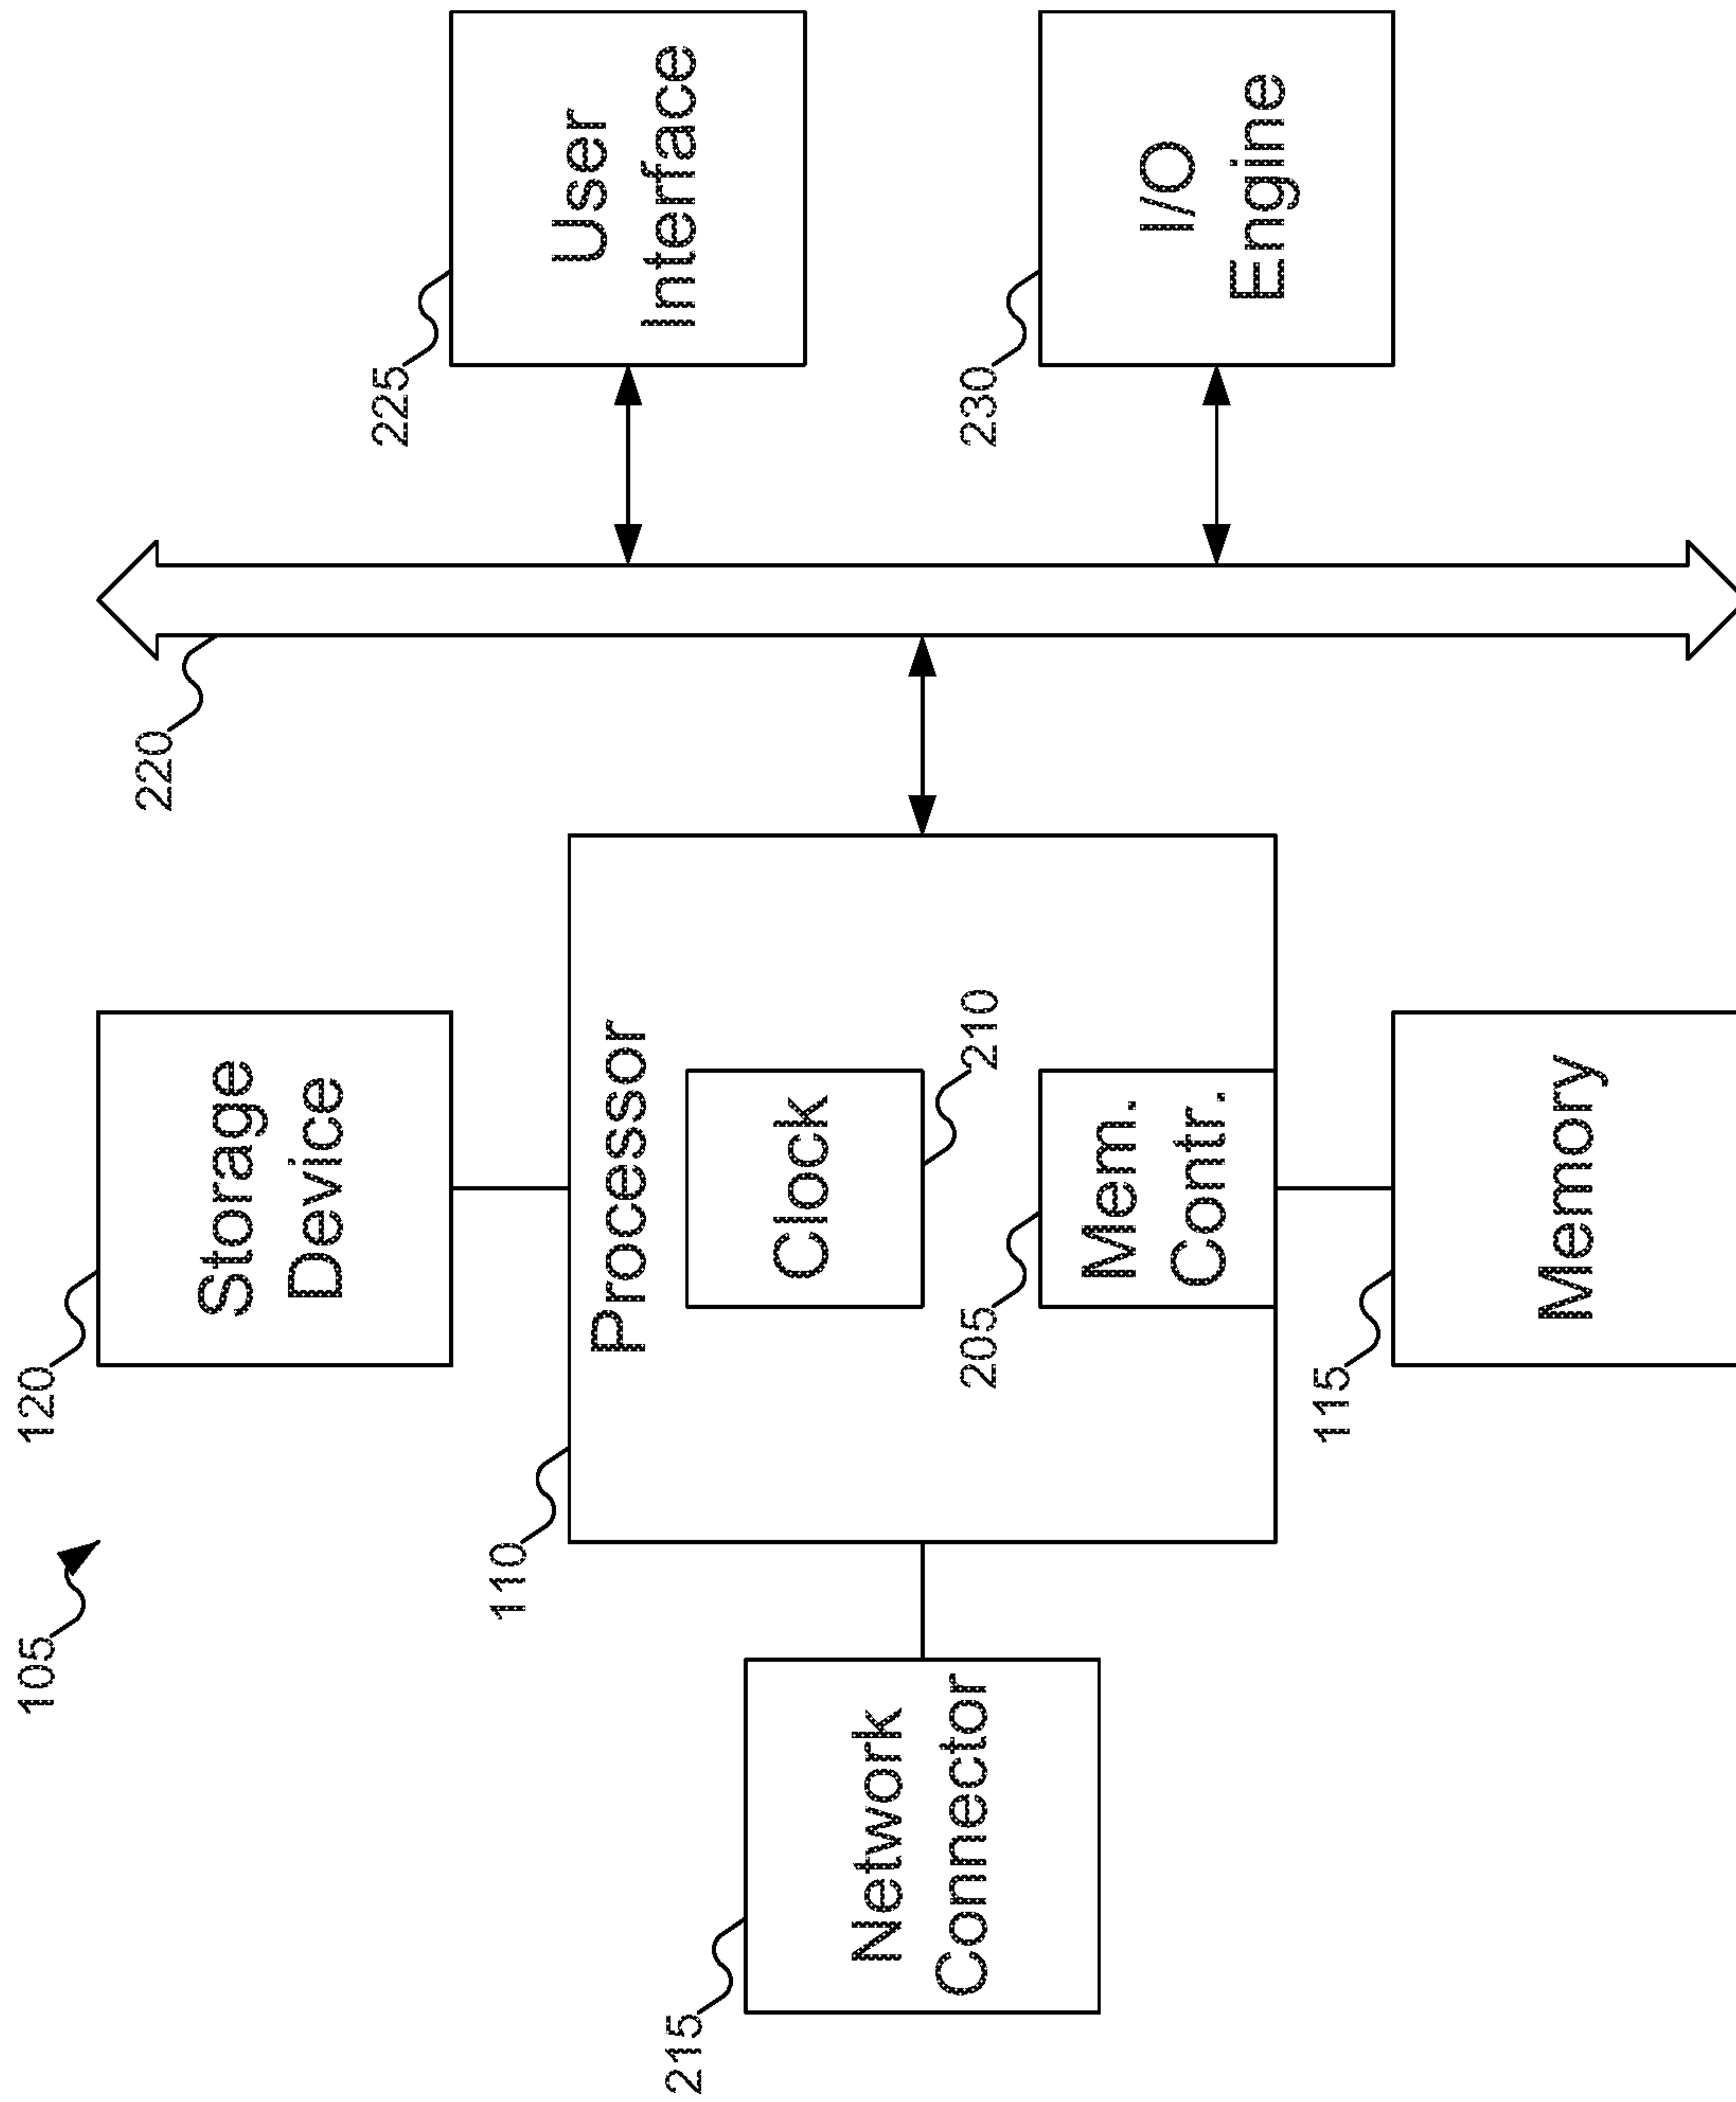 105
120
Storage
Device
110
Processor
Clock
210
205
Mem.
Contr.
115
Memory
215
Network
Connector
220
225
User
Interface
230
I/O
Engine